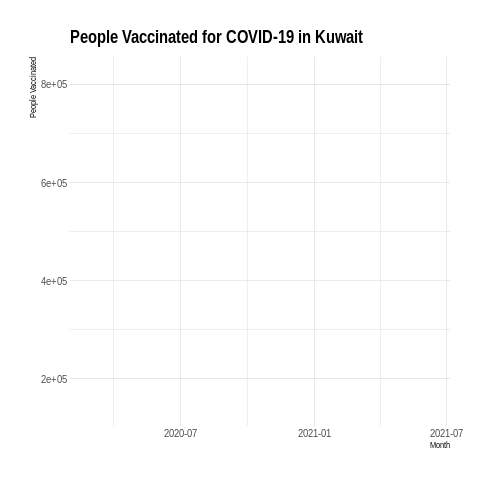 People Vaccinated for COVID-19 in Kuwait
People Vaccinated
8e+05
6e+05
4e+05
2e+05
2020-07
2021-01
2021-07
Month